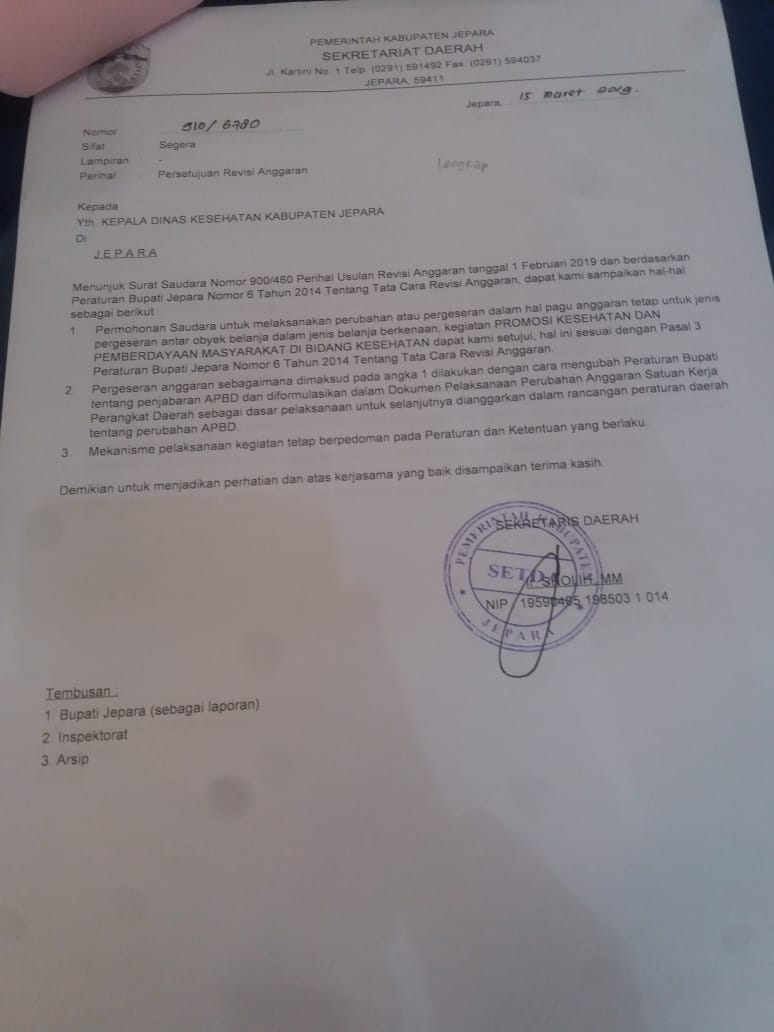 PEMERINTAH KABUPATEN JEPARA
SEKRETARIAT DAERAH
Jl. Kartini No. 1 Telp. (0291) 591492 Fax. (0291) 594037
JEPARA, 59411
Jepara, 15 maret 2019.
Nomor 910/6780
Sifat Segera
Lampiran -
Perihal Persetujuan Revisi Anggaran
Lengkap
Kepada
Yth. KEPALA DINAS KESEHATAN KABUPATEN JEPARA
Di
JEPARA
Menunjuk Surat Saudara Nomor 900/460 Perihal Usulan Revisi Anggaran tanggal 1 Februari 2019 dan berdasarkan
Peraturan Bupati Jepara Nomor 6 Tahun 2014 Tentang Tata Cara Revisi Anggaran, dapat kami sampaikan hal-hal
sebagai berikut :
1. Permohonan Saudara untuk melaksanakan perubahan atau pergeseran dalam hal pagu anggaran tetap untuk jenis
pergeseran antar obyek belanja dalam jenis belanja berkenaan, kegiatan PROMOSI KESEHATAN DAN
PEMBERDAYAAN MASYARAKAT DI BIDANG KESEHATAN dapat kami setujui, hal ini sesuai dengan Pasal 3
Peraturan Bupati Jepara Nomor 6 Tahun 2014 Tentang Tata Cara Revisi Anggaran.
2 Pergeseran anggaran sebagaimana dimaksud pada angka 1 dilakukan dengan cara mengubah Peraturan Bupati
tentang penjabaran APBD dan diformulasikan dalam Dokumen Pelaksanaan Perubahan Anggaran Satuan Kerja
Perangkat Daerah sebagai dasar pelaksanaan untuk selanjutnya dianggarkan dalam rancangan peraturan daerah
tentang perubahan APBD.
3. Mekanisme pelaksanaan kegiatan tetap berpedoman pada Peraturan dan Ketentuan yang berlaku.
Demikian untuk menjadikan perhatian dan atas kerjasama yang baik disampaikan terima kasih.
SEKRETARIS DAERAH
PEMERINTAH KABUPATEN
SETDA
JEPARA
Ir. SHOLIH, MM
NIP. 19590495 198503 1 014
Tembusan :
1. Bupati Jepara (sebagai laporan)
2. Inspektorat
3. Arsip